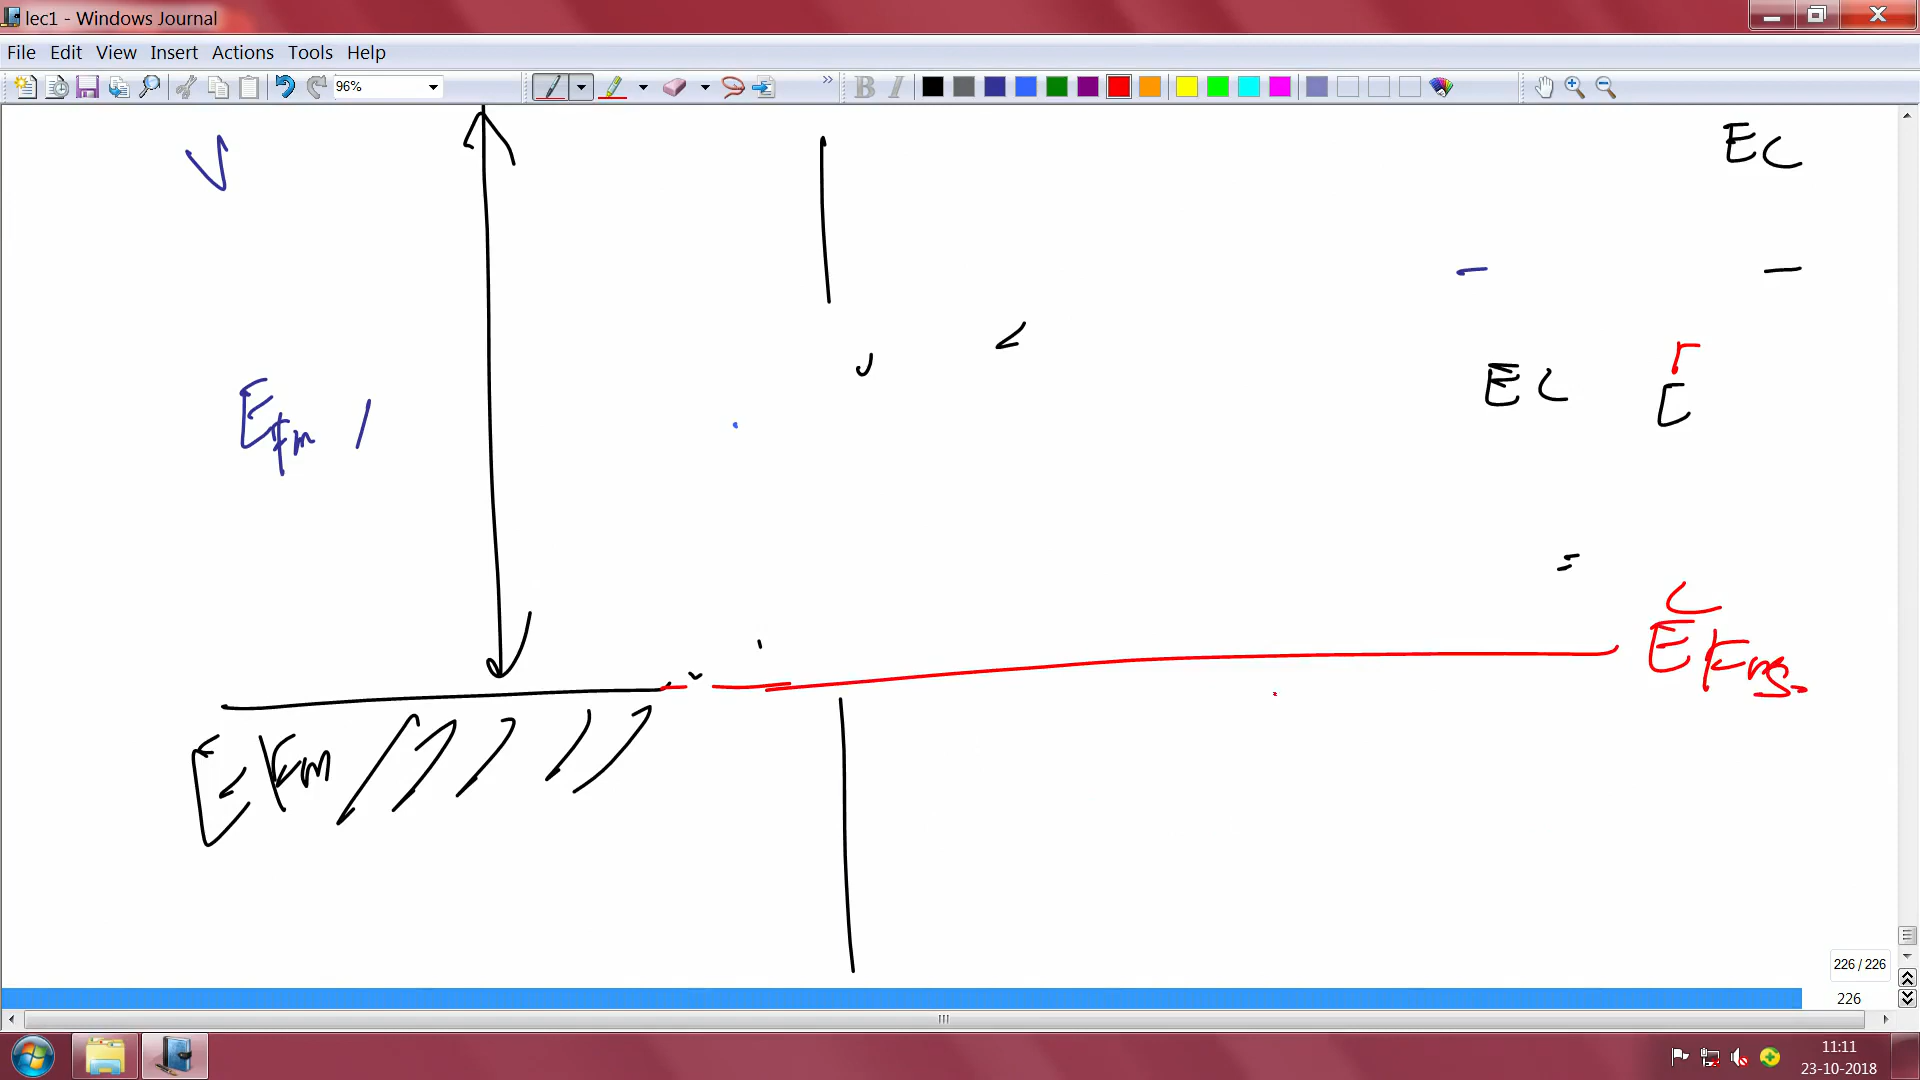 lec1 - Windows Journal
File Edit View Insert Actions Tools Help
96%
B I
V
EC
EFm
EC
E
E
EFm
226 / 226
226
11:11
23-10-2018